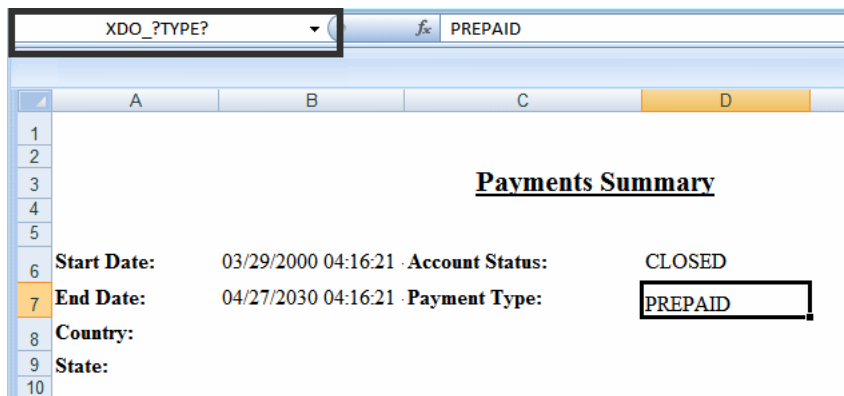 XDO_?TYPE? fx PREPAID
A B C D
1
2
3 Payments Summary
4
5
6 Start Date: 03/29/2000 04:16:21 Account Status: CLOSED
7 End Date: 04/27/2030 04:16:21 Payment Type: PREPAID
8 Country:
9 State:
10